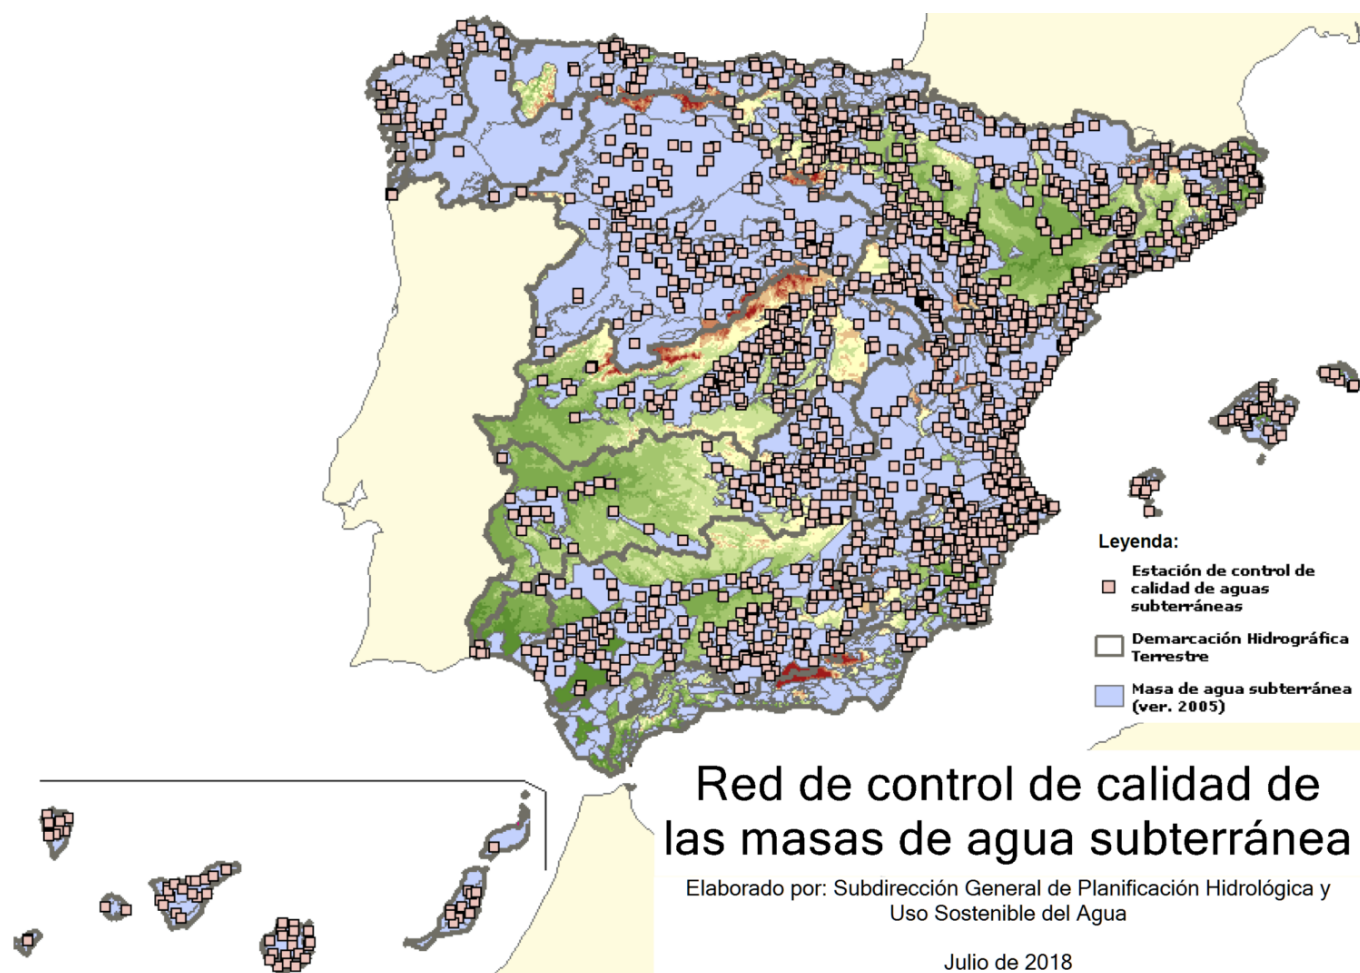 Leyenda:
Estación de control de
calidad de aguas
subterráneas
Demarcación Hidrográfica
Terrestre
Masa de agua subterránea
(ver. 2005)
Red de control de calidad de
las masas de agua subterránea
Elaborado por: Subdirección General de Planificación Hidrológica y
Uso Sostenible del Agua
Julio de 2018